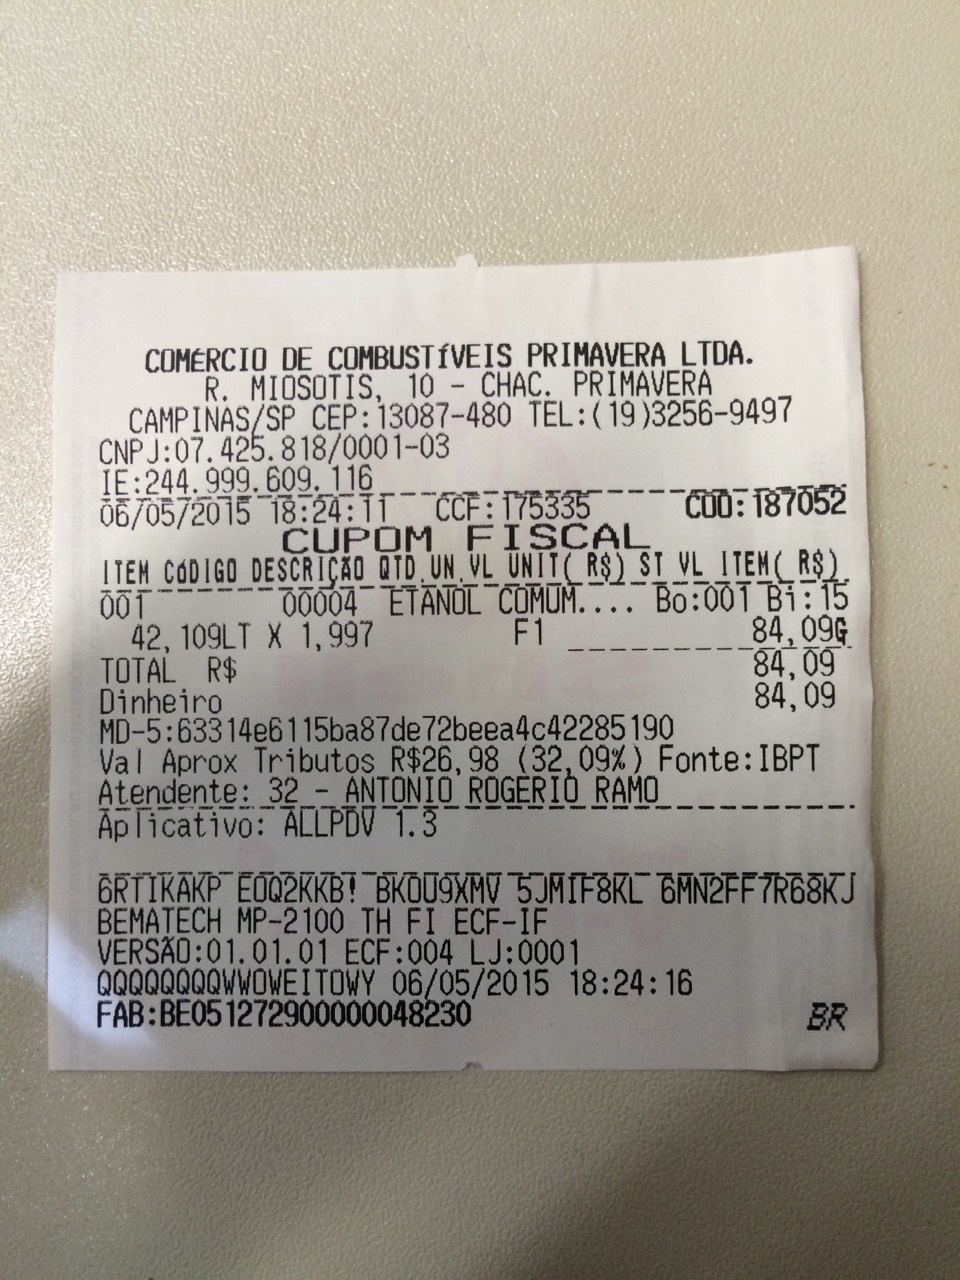 COMÉRCIO DE COMBUSTíVEIS PRIMAVERA LTDA.
R. MIOSOTIS, 10 - CHAC. PRIMAVERA
CAMPINAS/SP CEP:13087-480 TEL:(19)3256-9497
CNPJ:07.425.818/0001-03
IE:244.999.609.116
06/05/2015 18:24:11 CCF:175335 COO:187052
CUPOM FISCAL
ITEM CóDIGO DESCRIÇÃO QTD.UN.VL UNIT( R$) ST VL ITEM( R$)
001 00004 ETANOL COMUM.... Bo:001 Bi:15
42,109LT X 1,997 F1 84,09G
TOTAL R$ 84,09
Dinheiro 84,09
MD-5:63314e6115ba87de72beea4c42285190
Val Aprox Tributos R$26,98 (32,09%) Fonte:IBPT
Atendente: 32 - ANTONIO ROGERIO RAMO
Aplicativo: ALLPDV 1.3
6RTIKAKP EOQ2KKB! BKOU9XMV 5JMIF8KL 6MN2FF7R68KJ
BEMATECH MP-2100 TH FI ECF-IF
VERSÃO:01.01.01 ECF:004 LJ:0001
QQQQQQQQWWOWEITOWY 06/05/2015 18:24:16
FAB:BE051272900000048230 BR